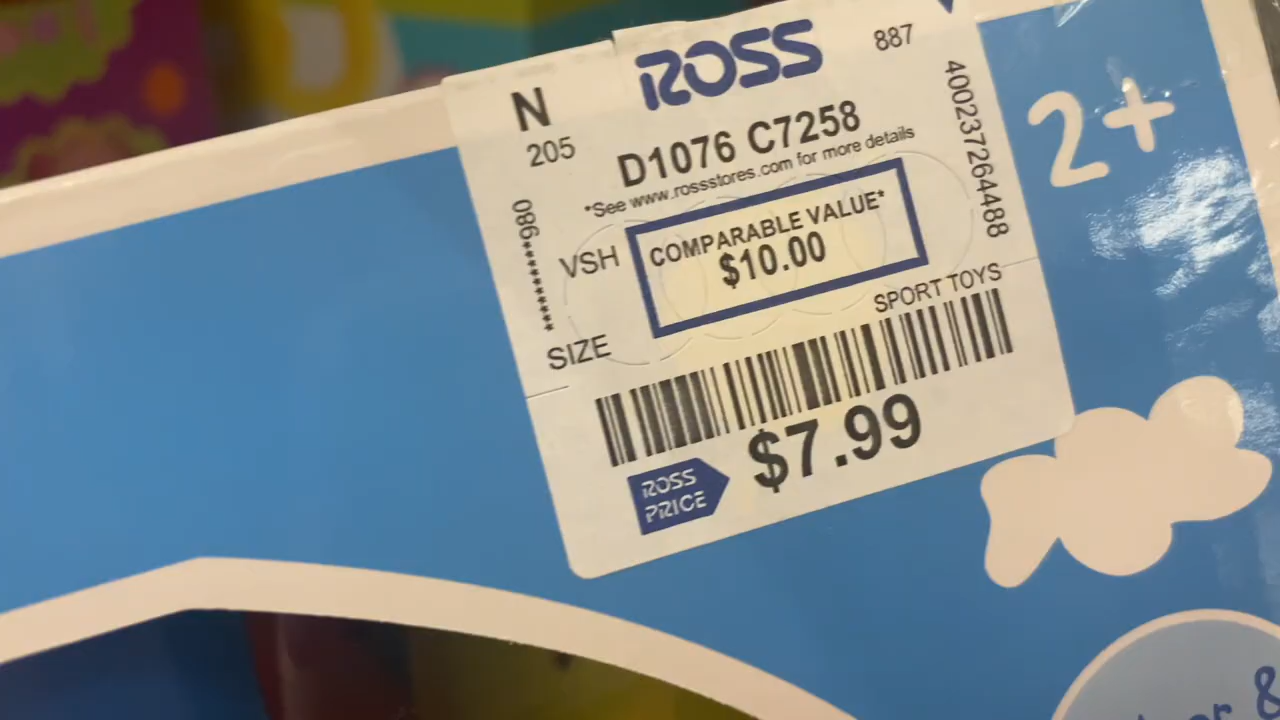 ROSS
887
N
205
D1076 C7258
*See www.rossstores.com for more details
400237264488
086**********
VSH
COMPARABLE VALUE*
$10.00
SPORT TOYS
SIZE
$7.99
ROSS
PRICE
2+
&